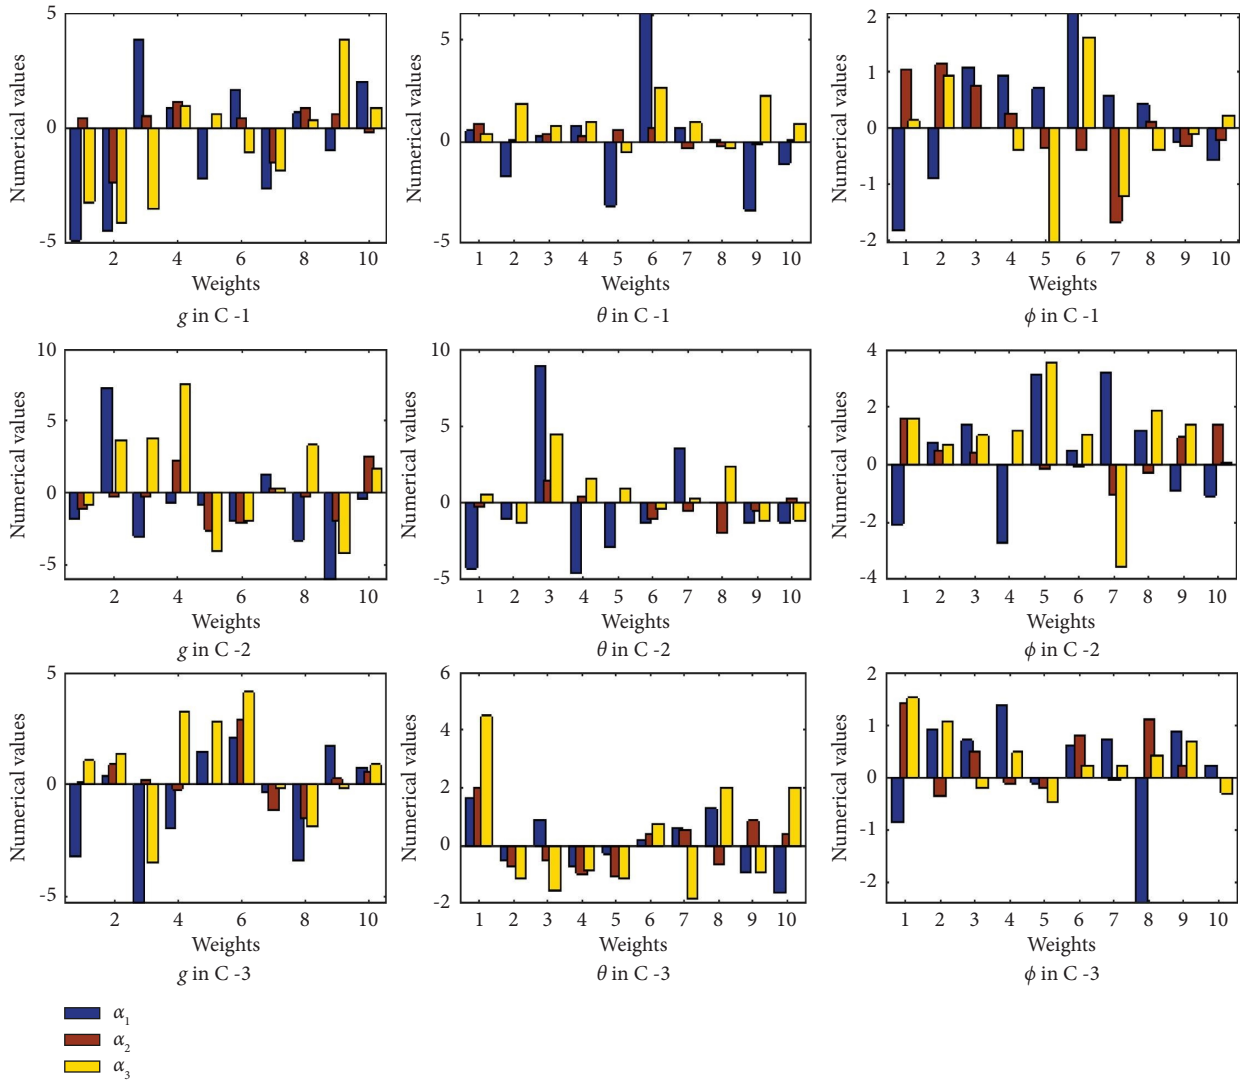 5
0
-5
Numerical values
2 4 6 8 10
Weights
g in C -1
5
0
-5
Numerical values
1 2 3 4 5 6 7 8 9 10
Weights
θ in C -1
2
1
0
-1
-2
Numerical values
1 2 3 4 5 6 7 8 9 10
Weights
ϕ in C -1
10
5
0
-5
Numerical values
2 4 6 8 10
Weights
g in C -2
10
5
0
-5
Numerical values
1 2 3 4 5 6 7 8 9 10
Weights
θ in C -2
4
2
0
-2
-4
Numerical values
1 2 3 4 5 6 7 8 9 10
Weights
ϕ in C -2
5
0
-5
Numerical values
2 4 6 8 10
Weights
g in C -3
6
4
2
0
-2
Numerical values
1 2 3 4 5 6 7 8 9 10
Weights
θ in C -3
2
1
0
-1
-2
Numerical values
1 2 3 4 5 6 7 8 9 10
Weights
ϕ in C -3
α₁
α₂
α₃